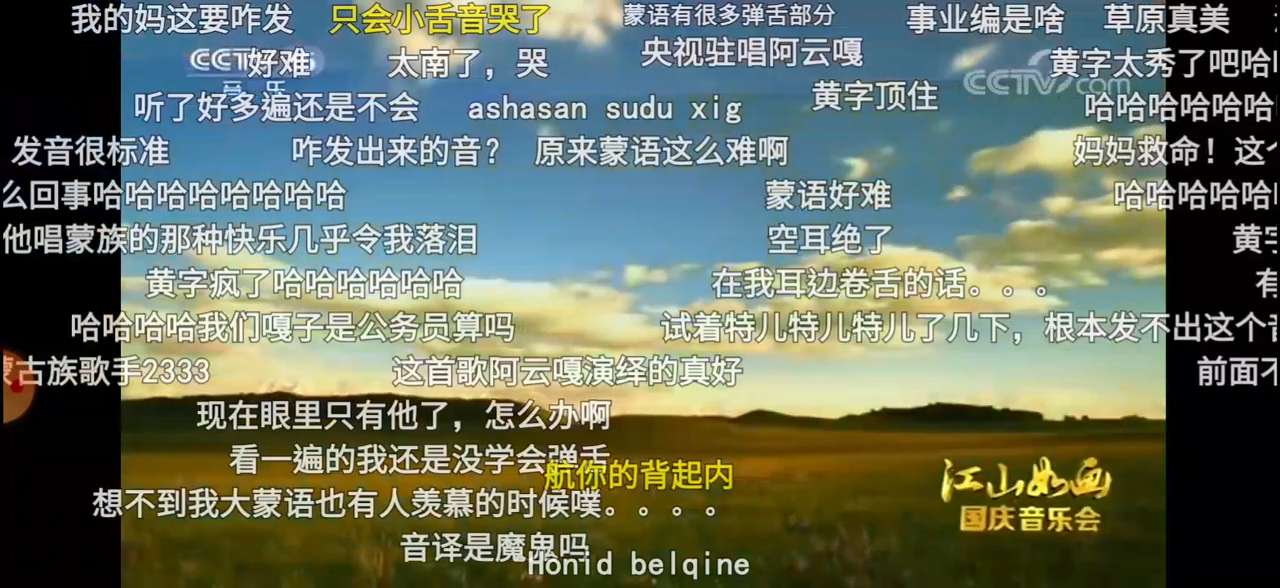 我的妈这要咋发 只会小舌音哭了 蒙语有很多弹舌部分 事业编是啥 草原真美
CCTV 音乐 好难 太南了，哭 央视驻唱阿云嘎 CCTV.com 黄字太秀了吧哈
听了好多遍还是不会 ashasan sudu xig 黄字顶住 哈哈哈哈哈哈
发音很标准 咋发出来的音？ 原来蒙语这么难啊 妈妈救命！这
么回事哈哈哈哈哈哈哈哈 蒙语好难 哈哈哈哈哈
他唱蒙族的那种快乐几乎令我落泪 空耳绝了 黄
黄字疯了哈哈哈哈哈哈 在我耳边卷舌的话。。。 有
哈哈哈哈我们嘎子是公务员算吗 试着特儿特儿特儿了几下，根本发不出这个
蒙古族歌手2333 这首歌阿云嘎演绎的真好 前面不
现在眼里只有他了，怎么办啊
看一遍的我还是没学会弹舌
航你的背起内
江山如画
想不到我大蒙语也有人羡慕的时候噗。。。。
国庆音乐会
音译是魔鬼吗
Honid belqine